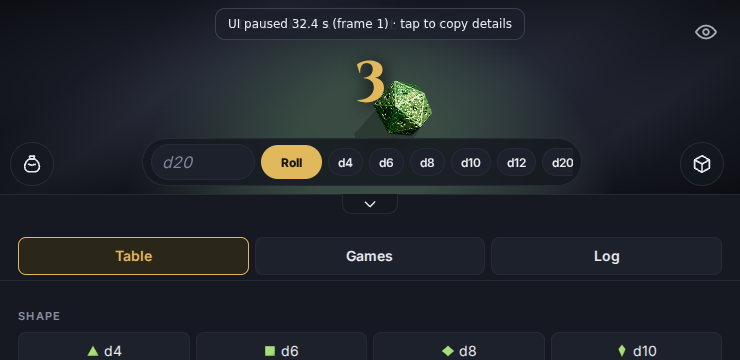 UI paused 32.4 s (frame 1) · tap to copy details
3
d20
Roll
d4
d6
d8
d10
d12
d20
Table
Games
Log
SHAPE
d4
d6
d8
d10